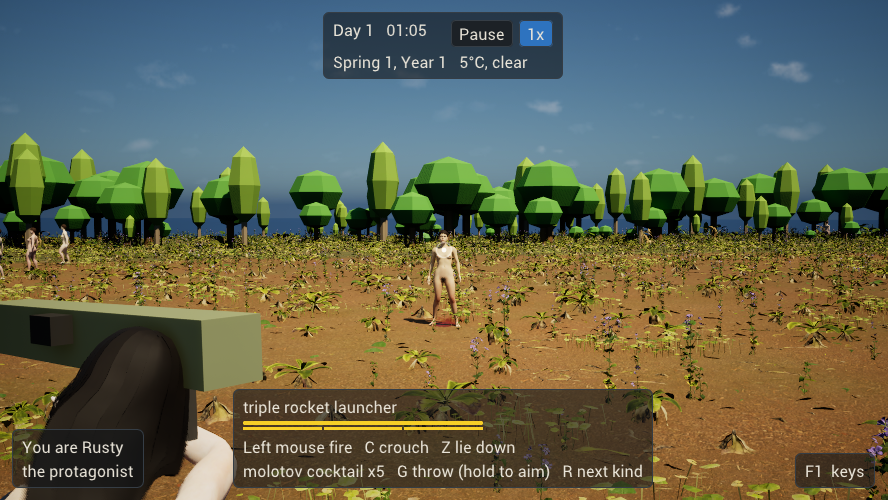 Day 1 01:05 Pause 1x
Spring 1, Year 1 5°C, clear
triple rocket launcher
Left mouse fire C crouch Z lie down
molotov cocktail x5 G throw (hold to aim) R next kind
You are Rusty
the protagonist
F1 keys